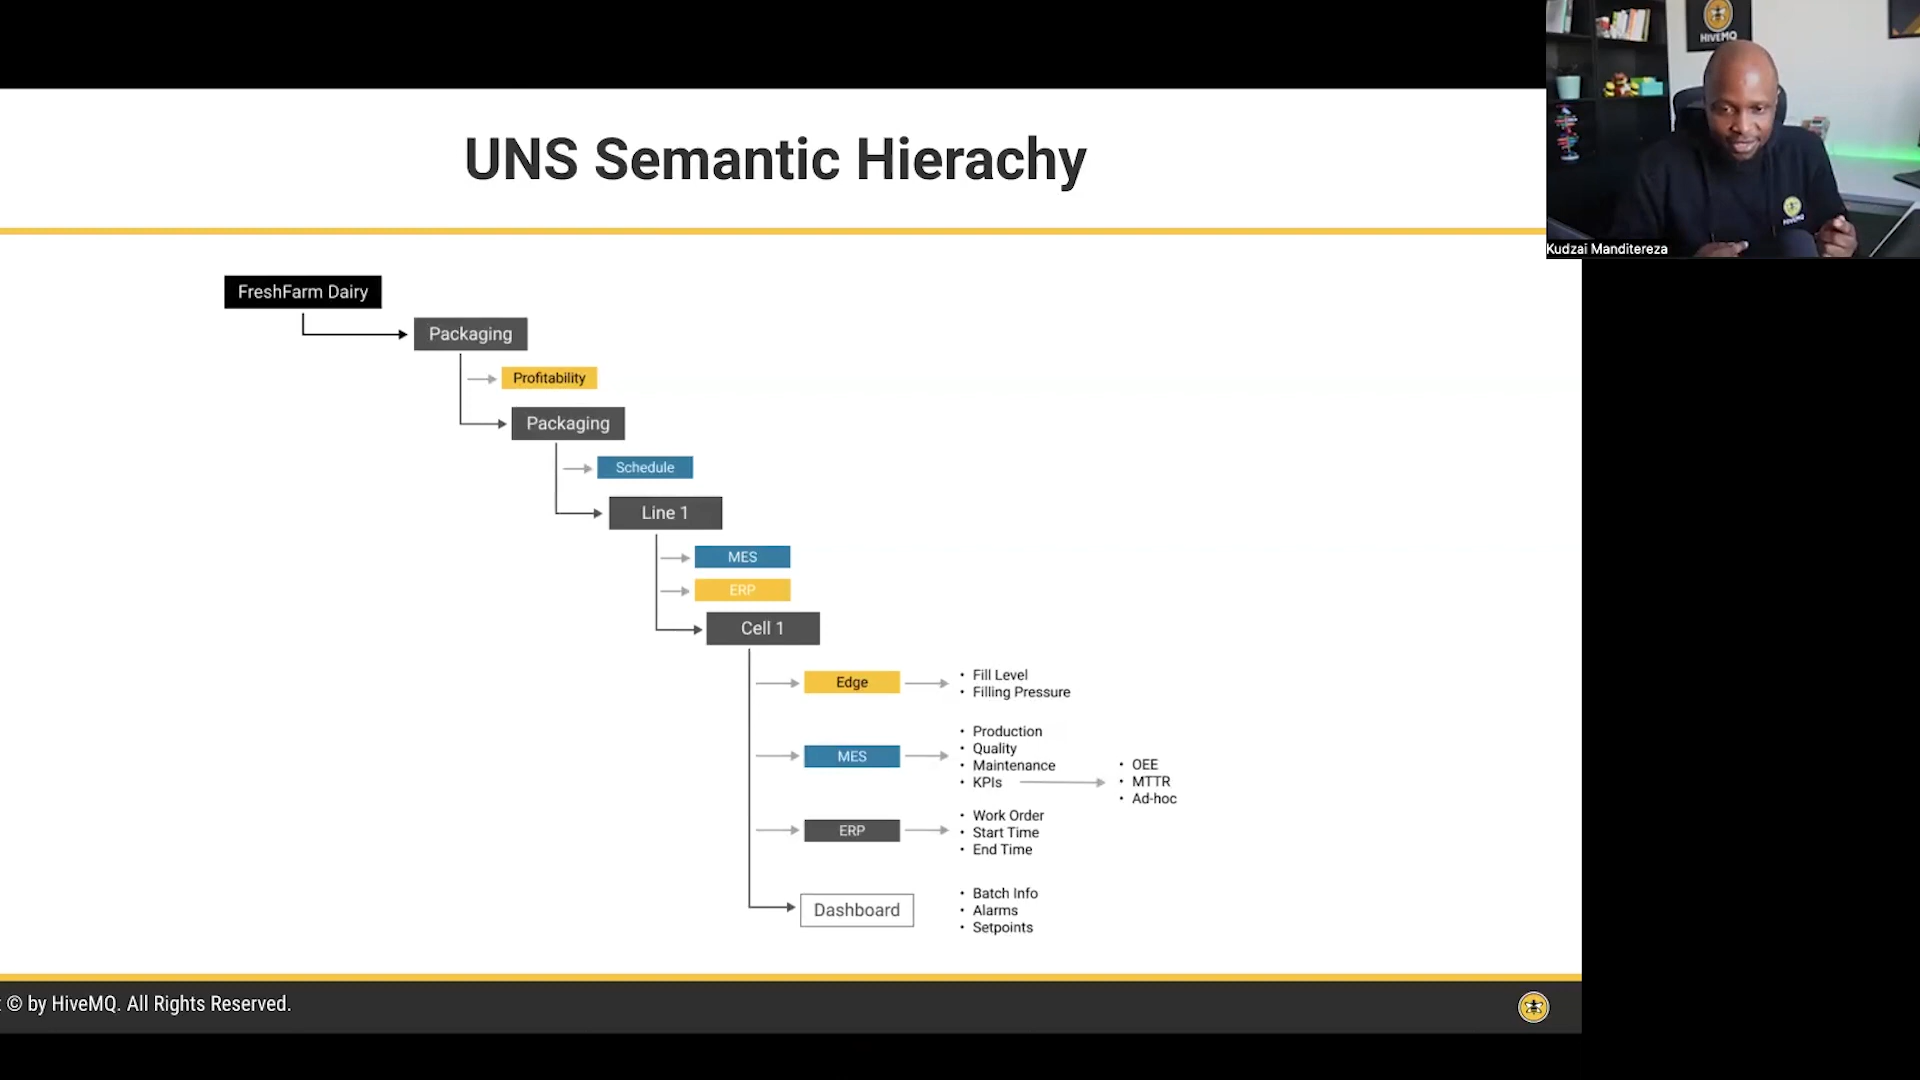 HIVEMQ
UNS Semantic Hierachy
HIVEMQ
Kudzai Manditereza
FreshFarm Dairy
Packaging
Profitability
Packaging
Schedule
Line 1
MES
ERP
Cell 1
Edge
• Fill Level
• Filling Pressure
MES
• Production
• Quality
• Maintenance
• KPIs
• OEE
• MTTR
• Ad-hoc
ERP
• Work Order
• Start Time
• End Time
Dashboard
• Batch Info
• Alarms
• Setpoints
© by HiveMQ. All Rights Reserved.